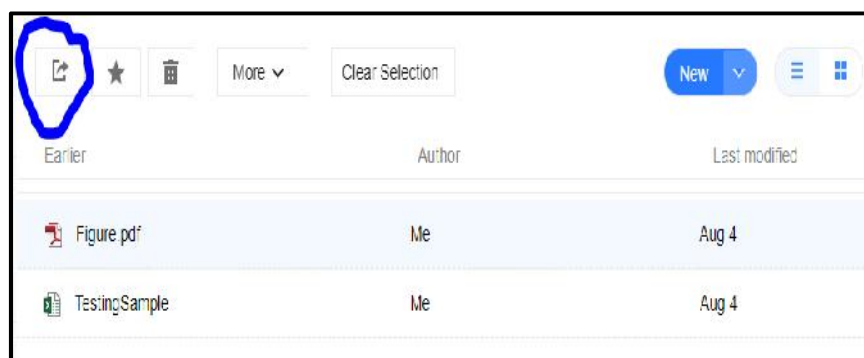 More Clear Selection New
Earlier Author Last modified
Figure.pdf Me Aug 4
TestingSample Me Aug 4